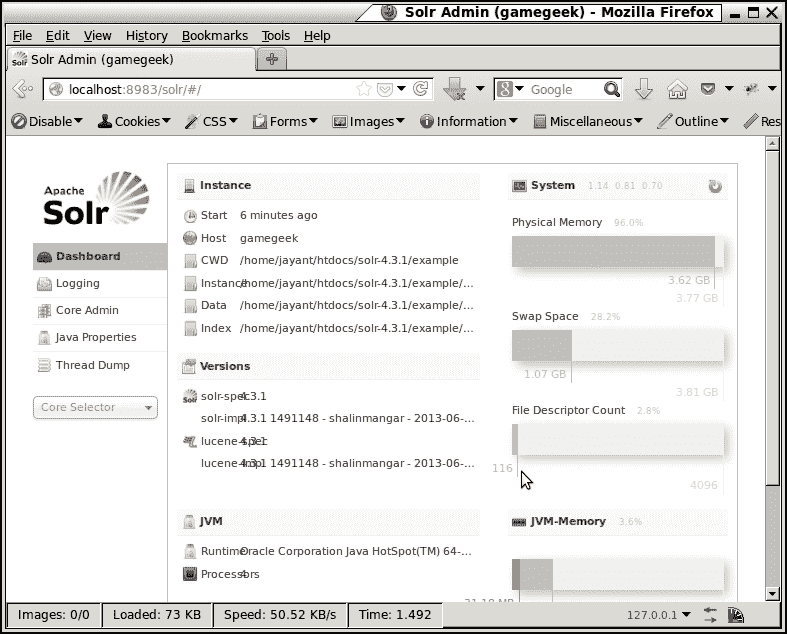 Solr Admin (gamegeek) - Mozilla Firefox
File Edit View History Bookmarks Tools Help
Solr Admin (gamegeek)
localhost:8983/solr/#/ Google
Disable Cookies CSS Forms Images Information Miscellaneous Outline Res
Apache
Solr
Dashboard
Logging
Core Admin
Java Properties
Thread Dump
Core Selector
Instance
Start 6 minutes ago
Host gamegeek
CWD /home/jayant/htdocs/solr-4.3.1/example
Instance /home/jayant/htdocs/solr-4.3.1/example/...
Data /home/jayant/htdocs/solr-4.3.1/example/...
Index /home/jayant/htdocs/solr-4.3.1/example/...
Versions
solr-spec 4.3.1
solr-impl 4.3.1 1491148 - shalinmangar - 2013-06-...
lucene-spec 4.3.1
lucene-impl 4.3.1 1491148 - shalinmangar - 2013-06-...
JVM
Runtime Oracle Corporation Java HotSpot(TM) 64-...
Processors 4
System 1.14 0.81 0.70
Physical Memory 96.0%
3.62 GB
3.77 GB
Swap Space 28.2%
1.07 GB
3.81 GB
File Descriptor Count 2.8%
116
4096
JVM-Memory 3.6%
31.18 MB
Images: 0/0 Loaded: 73 KB Speed: 50.52 KB/s Time: 1.492 127.0.0.1